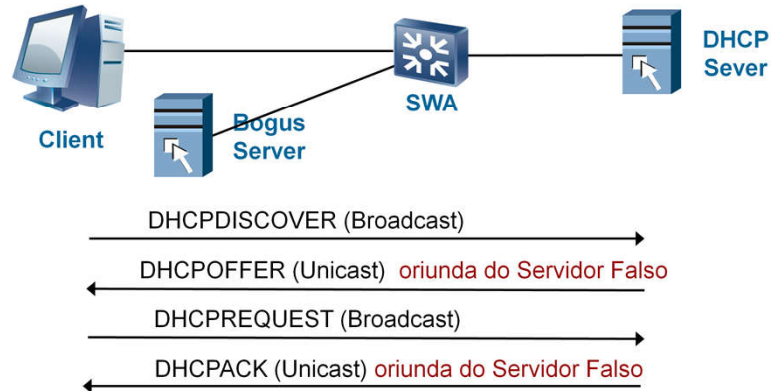 DHCP
Sever
SWA
Client
Bogus
Server
DHCPDISCOVER (Broadcast)
DHCPOFFER (Unicast) oriunda do Servidor Falso
DHCPREQUEST (Broadcast)
DHCPACK (Unicast) oriunda do Servidor Falso